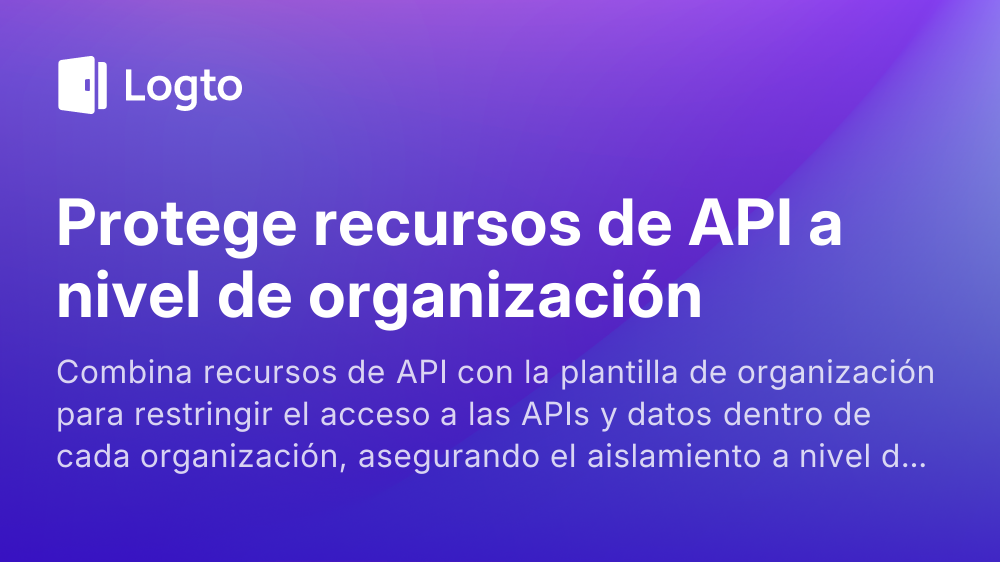 Logto
Protege recursos de API a
nivel de organización
Combina recursos de API con la plantilla de organización
para restringir el acceso a las APIs y datos dentro de
cada organización, asegurando el aislamiento a nivel d...